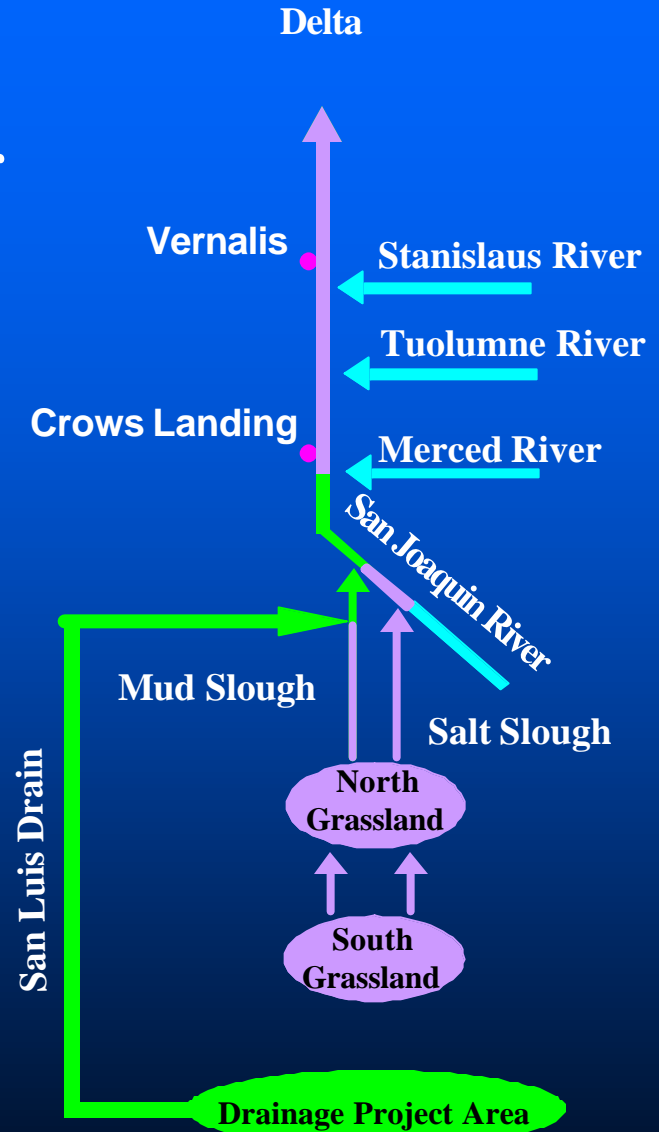 Delta
Vernalis
Stanislaus River
Tuolumne River
Crows Landing
Merced River
San Joaquin River
Mud Slough
Salt Slough
San Luis Drain
North
Grassland
South
Grassland
Drainage Project Area